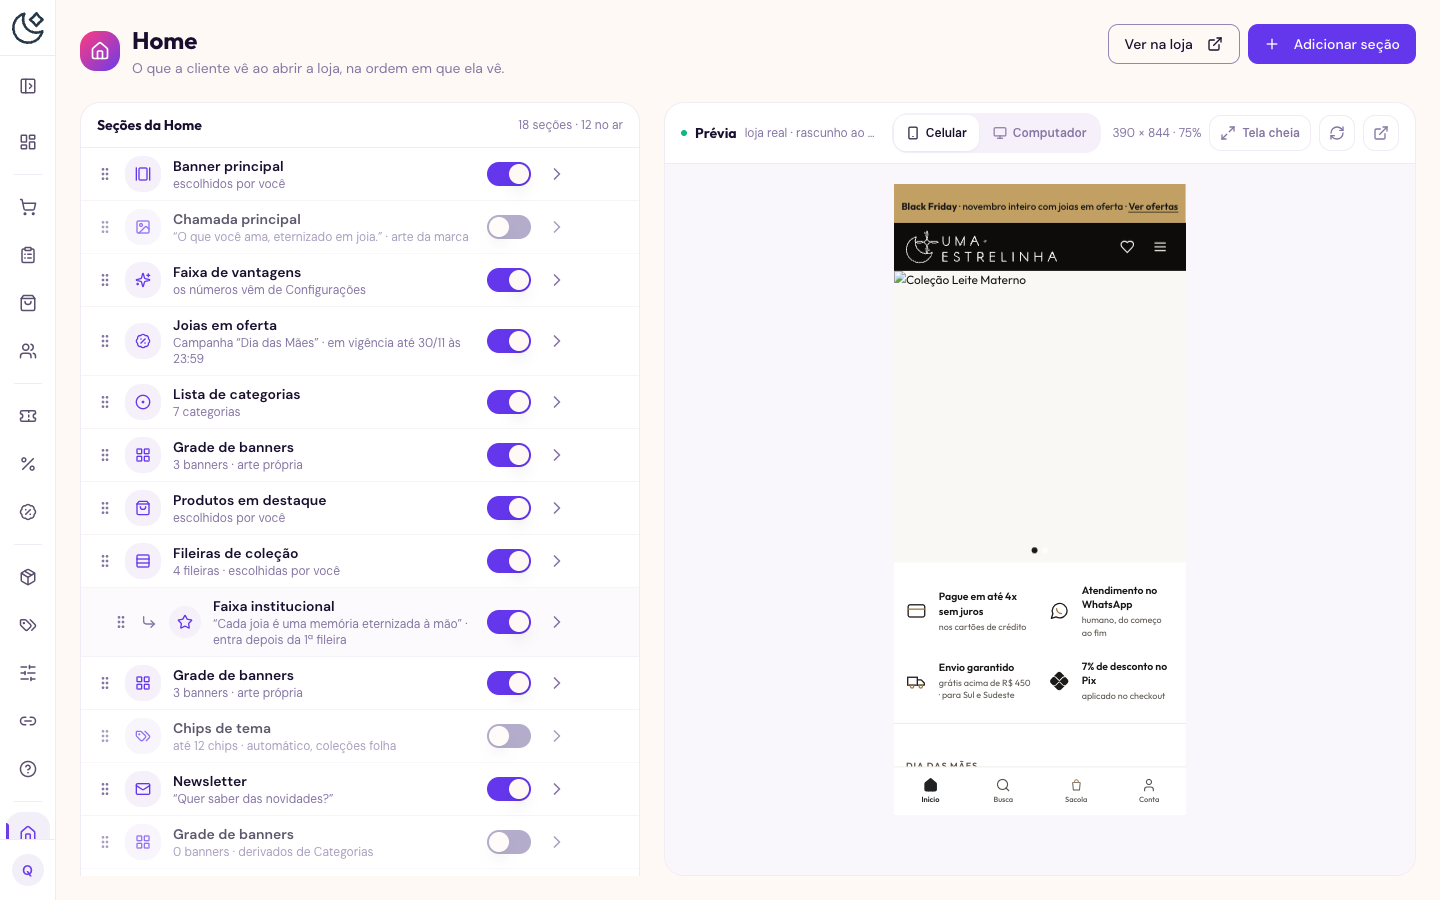 Home
O que a cliente vê ao abrir a loja, na ordem em que ela vê.
Ver na loja
Adicionar seção
Seções da Home
18 seções · 12 no ar
Banner principal
escolhidos por você
Chamada principal
“O que você ama, eternizado em joia.” · arte da marca
Faixa de vantagens
os números vêm de Configurações
Joias em oferta
Campanha “Dia das Mães” · em vigência até 30/11 às
23:59
Lista de categorias
7 categorias
Grade de banners
3 banners · arte própria
Produtos em destaque
escolhidos por você
Fileiras de coleção
4 fileiras · escolhidas por você
Faixa institucional
“Cada joia é uma memória eternizada à mão” ·
entra depois da 1ª fileira
Grade de banners
3 banners · arte própria
Chips de tema
até 12 chips · automático, coleções folha
Newsletter
“Quer saber das novidades?”
Grade de banners
0 banners · derivados de Categorias
Q
Prévia
loja real · rascunho ao ...
Celular
Computador
390 × 844 · 75%
Tela cheia
Black Friday · novembro inteiro com joias em oferta · Ver ofertas
UMA
ESTRELINHA
Coleção Leite Materno
Pague em até 4x
sem juros
nos cartões de crédito
Atendimento no
WhatsApp
humano, do começo
ao fim
Envio garantido
grátis acima de R$ 450
· para Sul e Sudeste
7% de desconto no
Pix
aplicado no checkout
DIA DAS MÃES
Início
Busca
Sacola
Conta